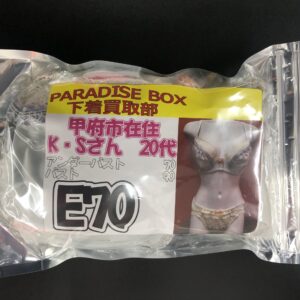 PARADISE BOX
下着買取部
甲府市在住
K・Sさん 20代
アンダーバスト 70
バスト
E70